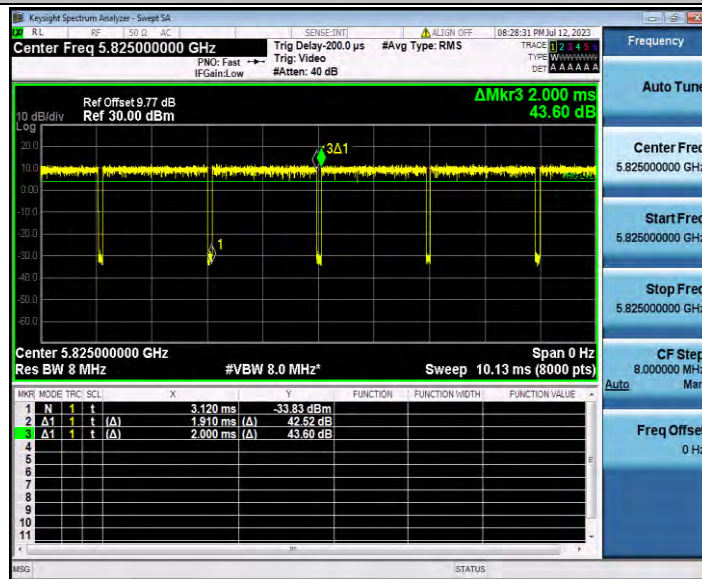 Keysight Spectrum Analyzer - Swept SA
RL RF 50 Ω AC SENSE:INT ALIGN OFF 08:28:31 PM Jul 12, 2023
Center Freq 5.825000000 GHz
Trig Delay-200.0 µs #Avg Type: RMS TRACE 1 2 3 4 5 6
PNO: Fast Trig: Video TYPE W
IFGain:Low #Atten: 40 dB DET A A A A A A
Frequency
Auto Tune
Center Freq
5.825000000 GHz
Start Freq
5.825000000 GHz
Stop Freq
5.825000000 GHz
CF Step
8.000000 MHz
Auto Man
Freq Offset
0 Hz
ΔMkr3 2.000 ms
43.60 dB
Ref Offset 9.77 dB
10 dB/div Ref 30.00 dBm
Log
20.0
10.0
0.00
-10.0
-20.0
-30.0
-40.0
-50.0
-60.0
3Δ1
1
Center 5.825000000 GHz Span 0 Hz
Res BW 8 MHz #VBW 8.0 MHz* Sweep 10.13 ms (8000 pts)
MKR MODE TRC SCL X Y FUNCTION FUNCTION WIDTH FUNCTION VALUE
1 N 1 t 3.120 ms -33.83 dBm
2 Δ1 1 t (Δ) 1.910 ms (Δ) 42.52 dB
3 Δ1 1 t (Δ) 2.000 ms (Δ) 43.60 dB
4
5
6
7
8
9
10
11
MSG STATUS